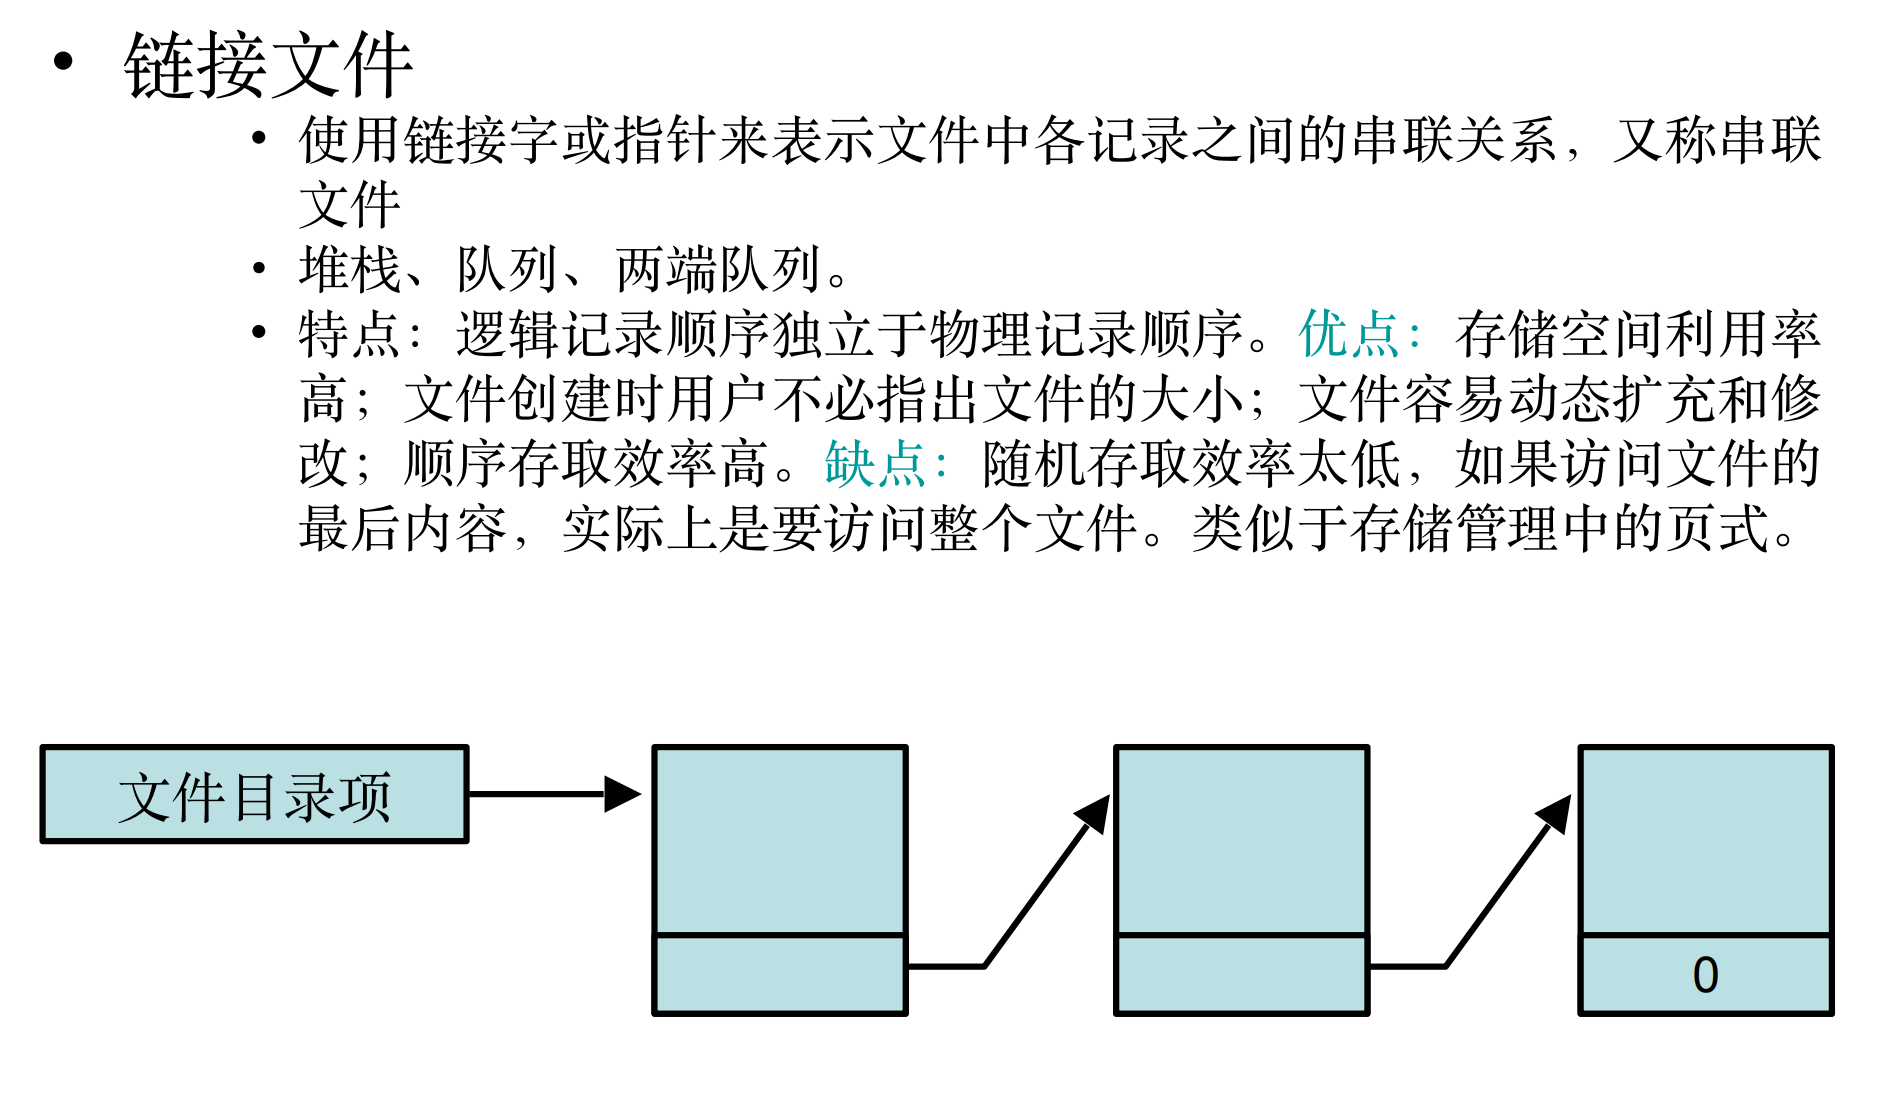 • 链接文件
• 使用链接字或指针来表示文件中各记录之间的串联关系，又称串联
文件
• 堆栈、队列、两端队列。
• 特点：逻辑记录顺序独立于物理记录顺序。优点：存储空间利用率
高；文件创建时用户不必指出文件的大小；文件容易动态扩充和修
改；顺序存取效率高。缺点：随机存取效率太低，如果访问文件的
最后内容，实际上是要访问整个文件。类似于存储管理中的页式。
文件目录项
0